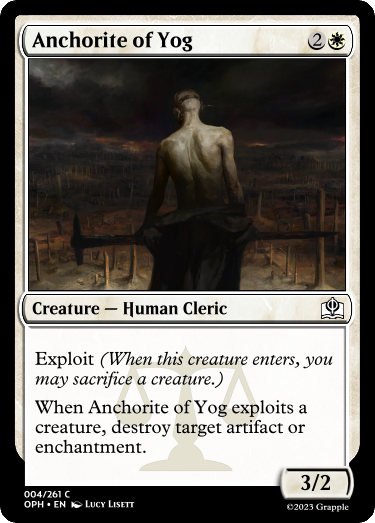 Anchorite of Yog 2
Creature — Human Cleric
Exploit (When this creature enters, you
may sacrifice a creature.)
When Anchorite of Yog exploits a
creature, destroy target artifact or
enchantment.
3/2
004/261 C
OPH • EN Lucy Lisett
©2023 Grapple